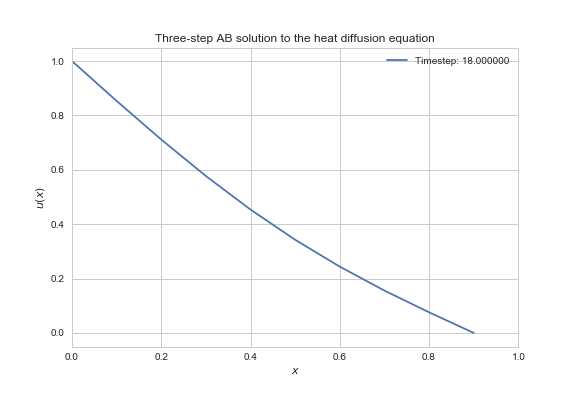 Three-step AB solution to the heat diffusion equation
Timestep: 18.000000
1.0
0.8
0.6
0.4
0.2
0.0
u(x)
0.0 0.2 0.4 0.6 0.8 1.0
x